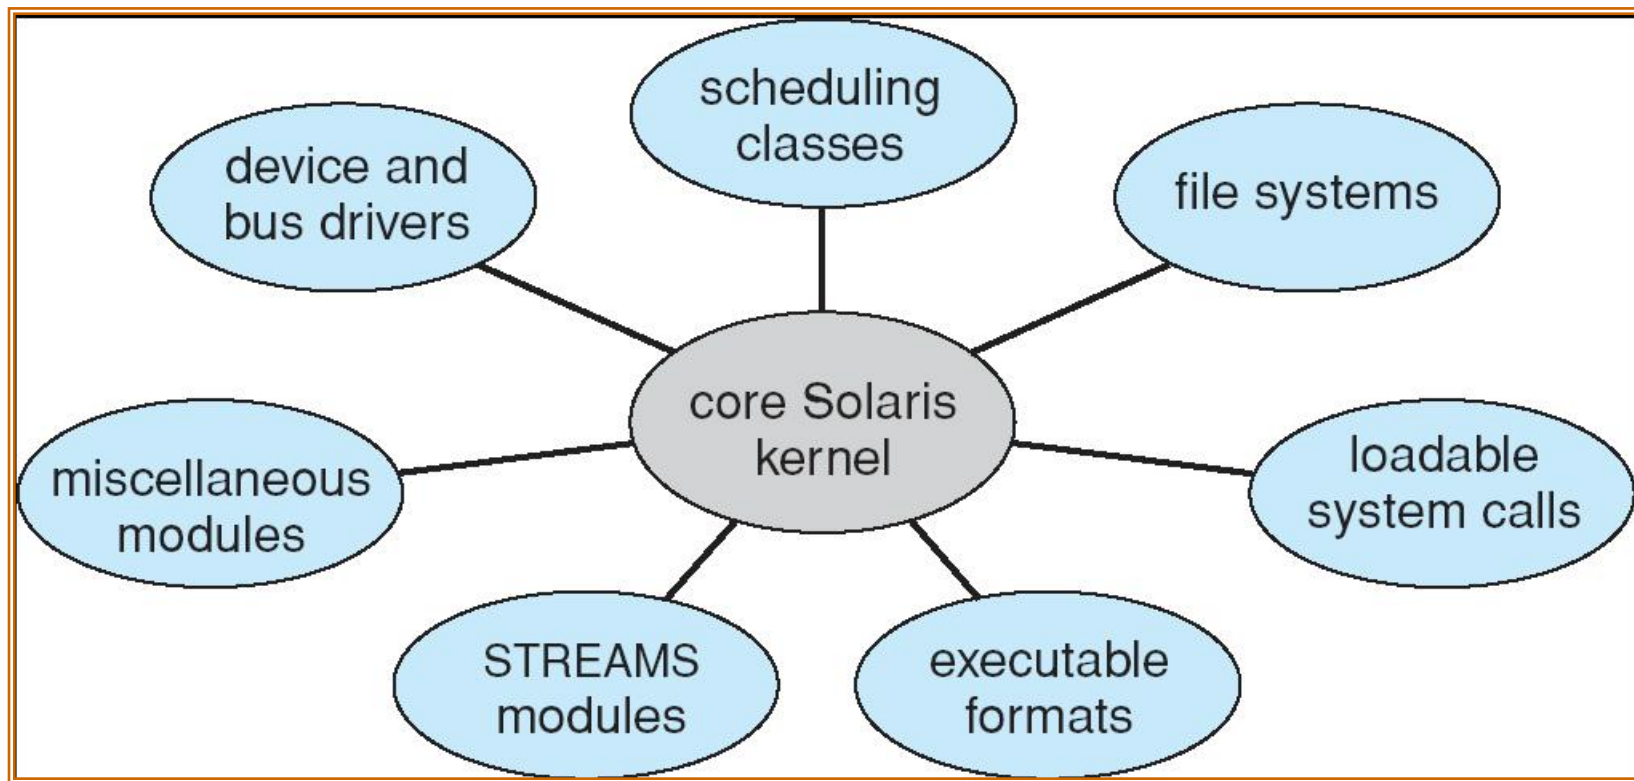 scheduling
classes
device and
bus drivers
file systems
core Solaris
kernel
loadable
system calls
miscellaneous
modules
STREAMS
modules
executable
formats